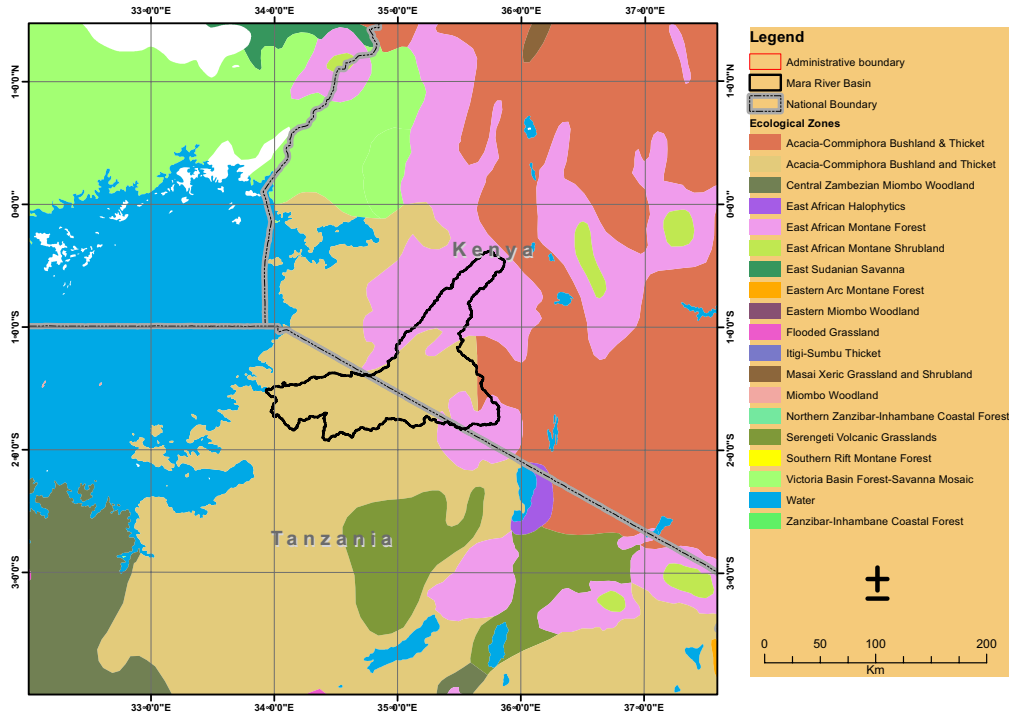 33°0'0"E 34°0'0"E 35°0'0"E 36°0'0"E 37°0'0"E
1°0'0"N 1°0'0"N
0°0'0" 0°0'0"
Kenya
1°0'0"S 1°0'0"S
2°0'0"S 2°0'0"S
Tanzania
3°0'0"S 3°0'0"S
33°0'0"E 34°0'0"E 35°0'0"E 36°0'0"E 37°0'0"E
Legend
Administrative boundary
Mara River Basin
National Boundary
Ecological Zones
Acacia-Commiphora Bushland & Thicket
Acacia-Commiphora Bushland and Thicket
Central Zambezian Miombo Woodland
East African Halophytics
East African Montane Forest
East African Montane Shrubland
East Sudanian Savanna
Eastern Arc Montane Forest
Eastern Miombo Woodland
Flooded Grassland
Itigi-Sumbu Thicket
Masai Xeric Grassland and Shrubland
Miombo Woodland
Northern Zanzibar-Inhambane Coastal Forest
Serengeti Volcanic Grasslands
Southern Rift Montane Forest
Victoria Basin Forest-Savanna Mosaic
Water
Zanzibar-Inhambane Coastal Forest
±
0 50 100 200
Km